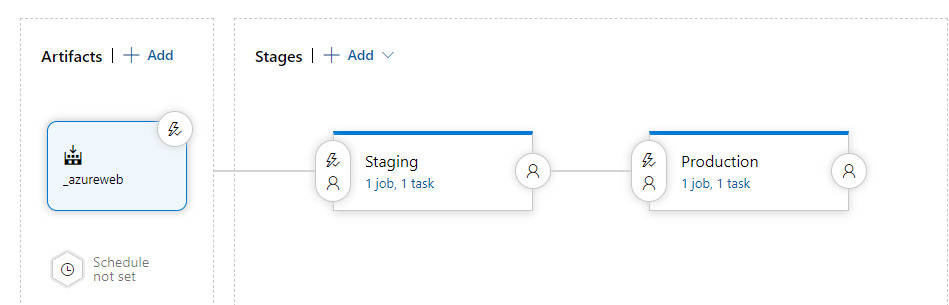 Artifacts | + Add
Stages | + Add
_azureweb
Staging
1 job, 1 task
Production
1 job, 1 task
Schedule
not set